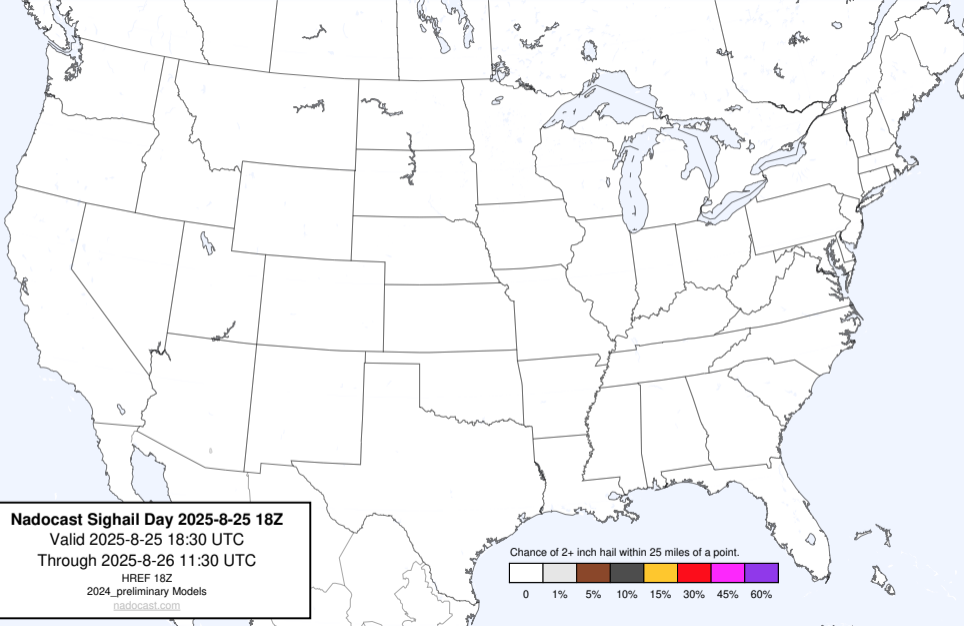 Nadocast Sighail Day 2025-8-25 18Z
Valid 2025-8-25 18:30 UTC
Through 2025-8-26 11:30 UTC
HREF 18Z
2024_preliminary Models
nadocast.com
Chance of 2+ inch hail within 25 miles of a point.
0 1% 5% 10% 15% 30% 45% 60%